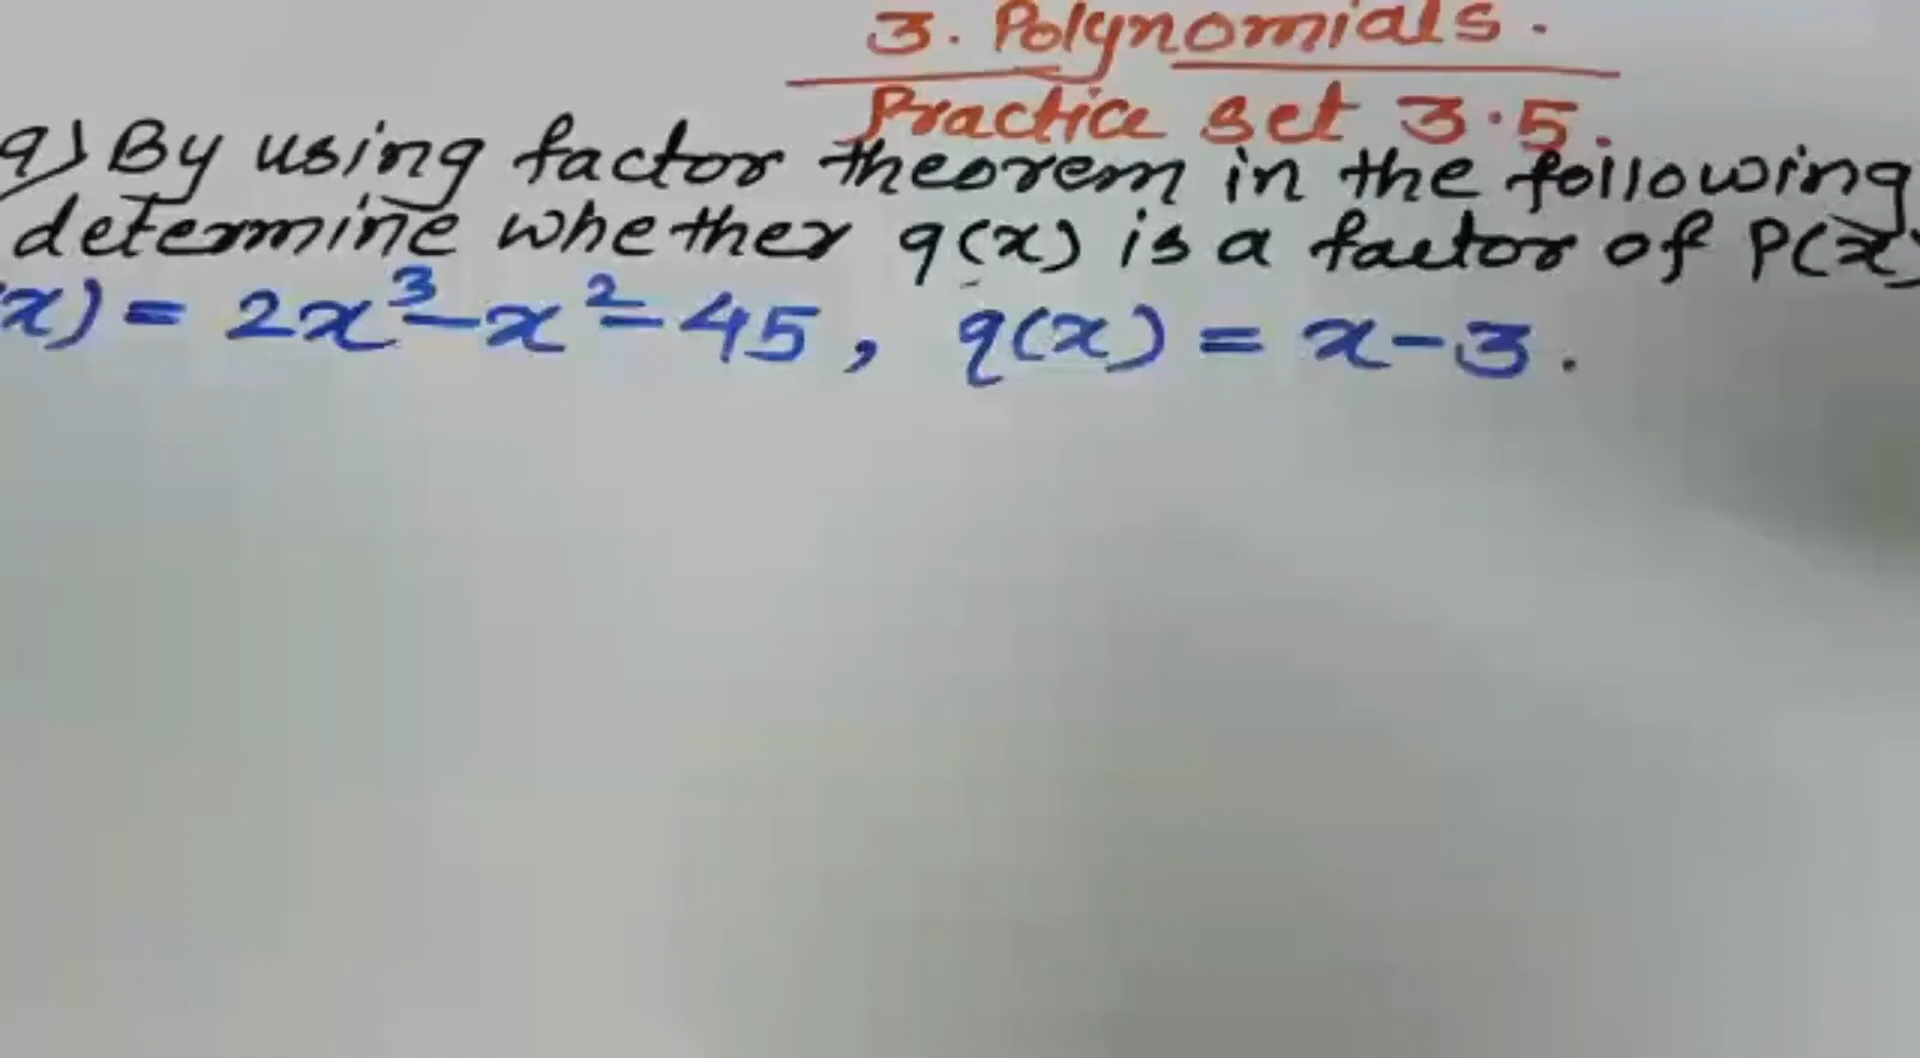 3. Polynomials.
Practice set 3.5.
9) By using factor theorem in the following
determine whether q(x) is a factor of P(x)
x) = 2x³ - x² - 45, q(x) = x - 3.